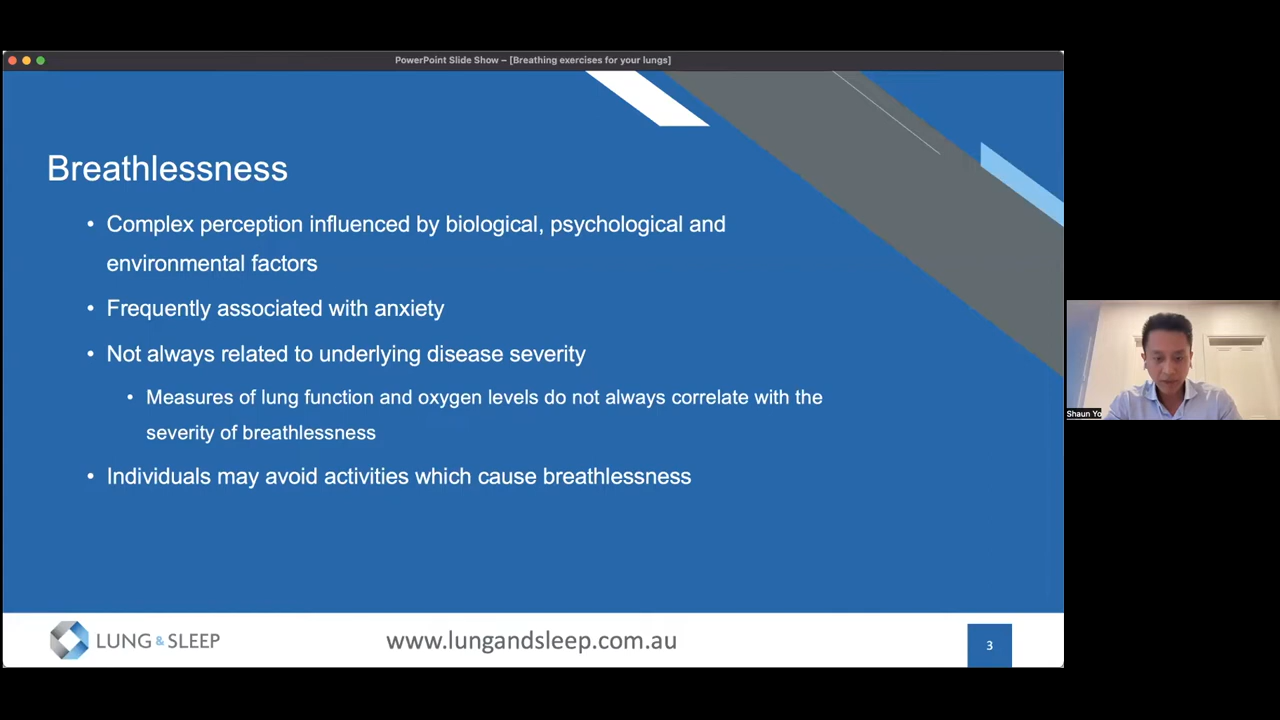 PowerPoint Slide Show – [Breathing exercises for your lungs]
Breathlessness
• Complex perception influenced by biological, psychological and
environmental factors
• Frequently associated with anxiety
• Not always related to underlying disease severity
• Measures of lung function and oxygen levels do not always correlate with the
severity of breathlessness
• Individuals may avoid activities which cause breathlessness
Shaun Yo
LUNG & SLEEP
www.lungandsleep.com.au
3